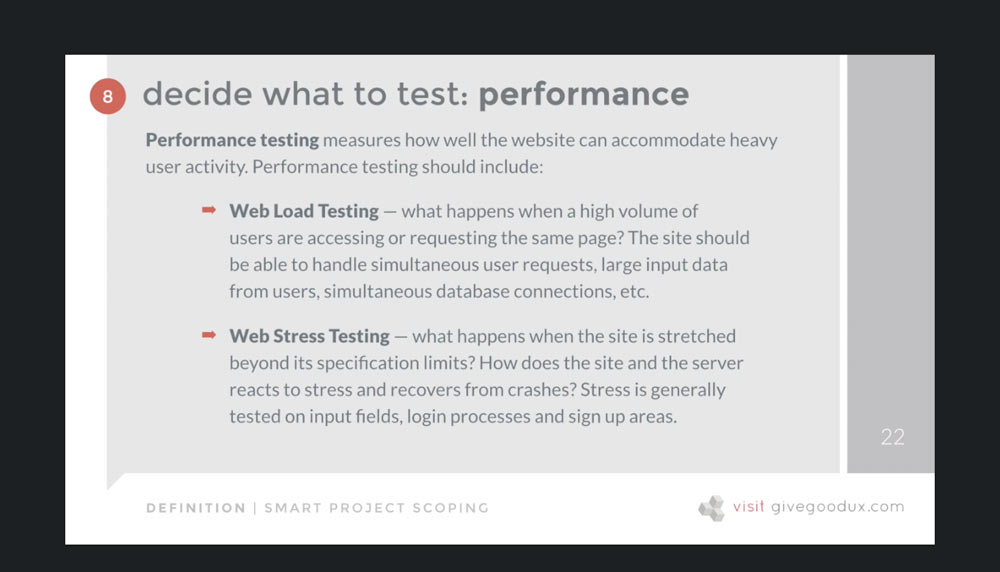 8
decide what to test: performance
Performance testing measures how well the website can accommodate heavy
user activity. Performance testing should include:
➡ Web Load Testing — what happens when a high volume of
users are accessing or requesting the same page? The site should
be able to handle simultaneous user requests, large input data
from users, simultaneous database connections, etc.
➡ Web Stress Testing — what happens when the site is stretched
beyond its specification limits? How does the site and the server
reacts to stress and recovers from crashes? Stress is generally
tested on input fields, login processes and sign up areas.
22
DEFINITION | SMART PROJECT SCOPING
visit givegoodux.com